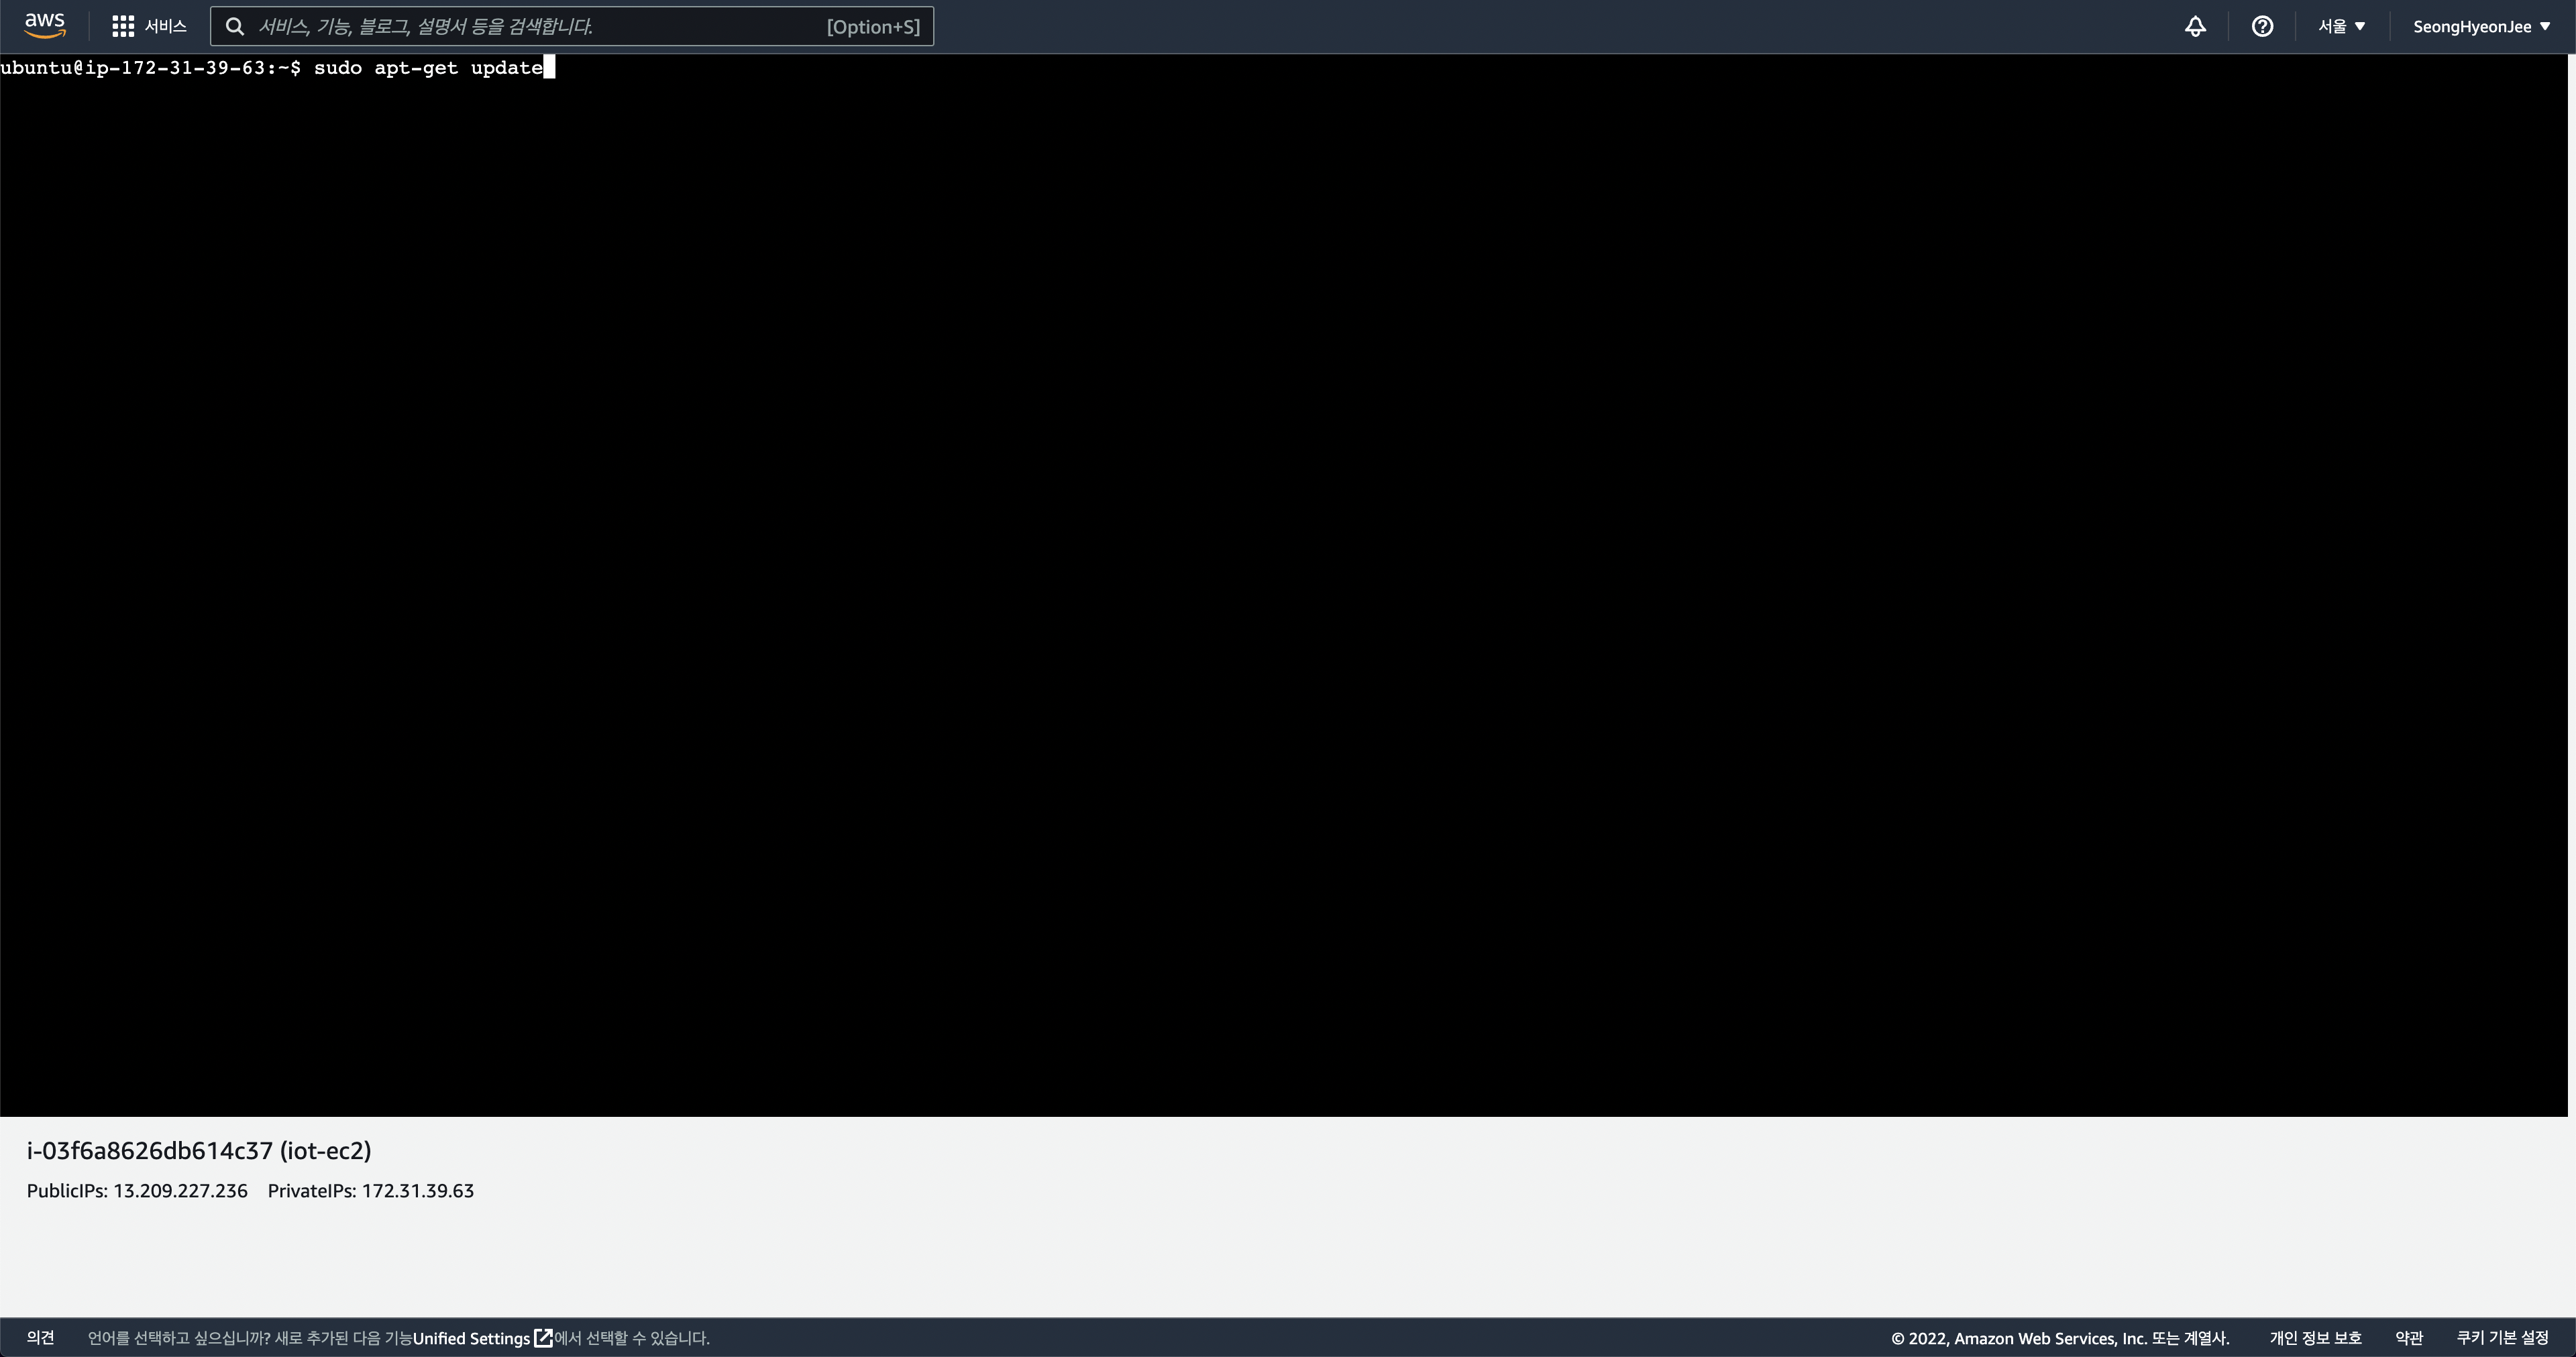 aws 서비스 서비스, 기능, 블로그, 설명서 등을 검색합니다. [Option+S] 서울 SeongHyeonJee
ubuntu@ip-172-31-39-63:~$ sudo apt-get update
i-03f6a8626db614c37 (iot-ec2)
PublicIPs: 13.209.227.236 PrivateIPs: 172.31.39.63
의견 언어를 선택하고 싶으십니까? 새로 추가된 다음 기능Unified Settings에서 선택할 수 있습니다. © 2022, Amazon Web Services, Inc. 또는 계열사. 개인 정보 보호 약관 쿠키 기본 설정